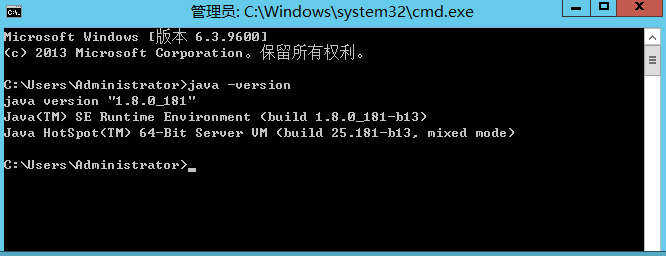 管理员: C:\Windows\system32\cmd.exe
Microsoft Windows [版本 6.3.9600]
(c) 2013 Microsoft Corporation。保留所有权利。
C:\Users\Administrator>java -version
java version "1.8.0_181"
Java(TM) SE Runtime Environment (build 1.8.0_181-b13)
Java HotSpot(TM) 64-Bit Server VM (build 25.181-b13, mixed mode)
C:\Users\Administrator>_